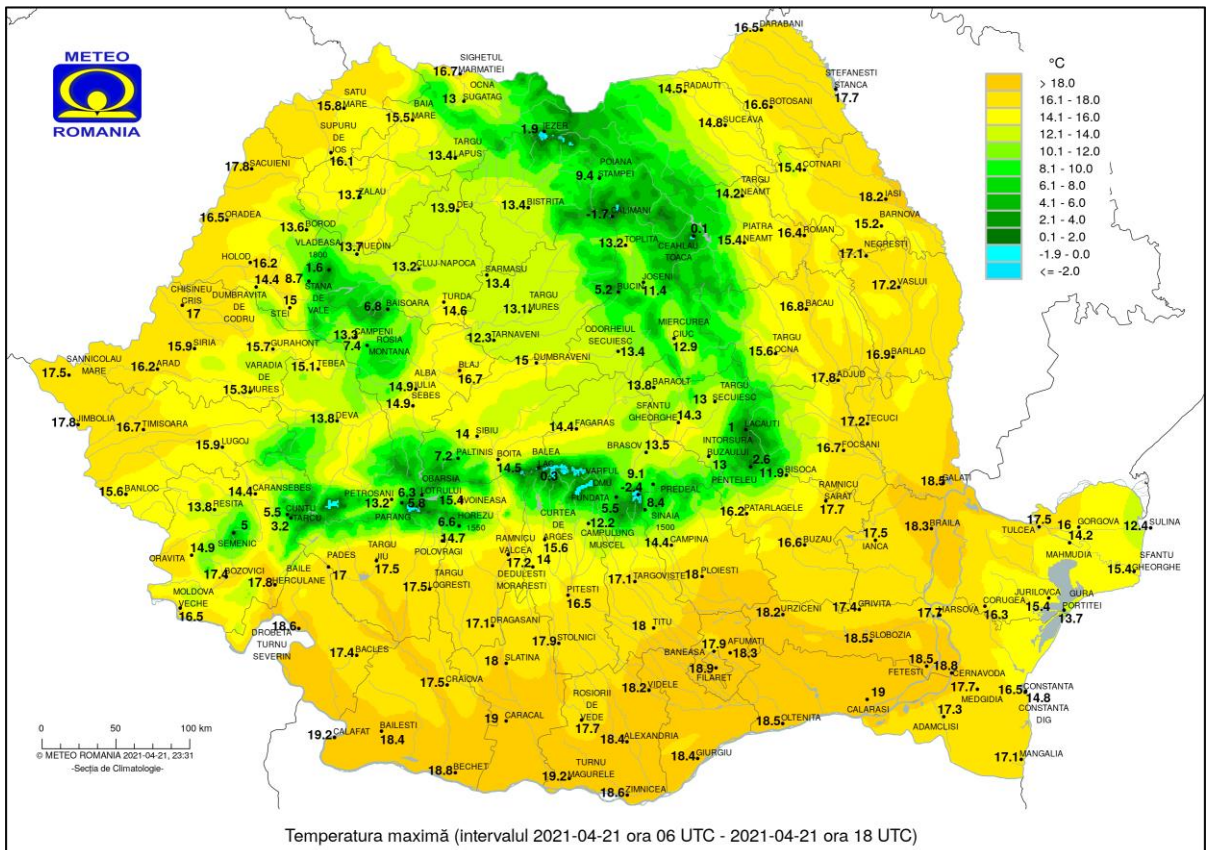 METEO
ROMANIA
°C
> 18.0
16.1 - 18.0
14.1 - 16.0
12.1 - 14.0
10.1 - 12.0
8.1 - 10.0
6.1 - 8.0
4.1 - 6.0
2.1 - 4.0
0.1 - 2.0
-1.9 - 0.0
<= -2.0
16.5 DARABANI
SIGHETUL
16.7 MARMATIEI
OCNA
13 SUGATAG
SATU
15.8 MARE
BAIA
15.5 MARE
14.5 RADAUTI
STEFANESTI
STANCA
17.7
16.6 BOTOSANI
14.8 SUCEAVA
1.9 IEZER
SUPURU
DE
JOS
16.1
TARGU
13.4 LAPUS
POIANA
9.4 STAMPEI
15.4 COTNARI
17.8 SACUIENI
13.7 ZALAU
TARGU
14.2 NEAMT
18.2 IASI
16.5 ORADEA
13.9 DEJ
13.4 BISTRITA
-1.7 CALIMANI
BARNOVA
15.2
13.6 BOROD
VLADEASA
1800
1.6
13.7 HUEDIN
13.2 TOPLITA
0.1
CEAHLAU
TOACA
PIATRA
15.4 NEAMT
16.4 ROMAN
NEGRESTI
17.1
HOLOD
16.2
14.4
8.7
STANA
DE
VALE
13.2 CLUJ-NAPOCA
SARMASU
13.4
JOSENI
11.4
5.2 BUCIN
17.2 VASLUI
CHISINEU
CRIS
17
DUMBRAVITA
DE
CODRU
15
STEI
6.8 BAISOARA
TURDA
14.6
TARGU
13.1 MURES
16.8 BACAU
13.3 CAMPENI
7.4 ROSIA
MONTANA
12.3 TARNAVENI
ODORHEIUL
SECUIESC
13.4
MIERCUREA
CIUC
12.9
TARGU
15.6 OCNA
16.9 BARLAD
15.9 SIRIA
15.7 GURAHONT
SANNICOLAU
17.5 MARE
16.2 ARAD
VARADIA
DE
15.3 MURES
15.1 TEBEA
ALBA
14.9 IULIA
14.9 SEBES
BLAJ
16.7
15 DUMBRAVENI
13.8 BARAOLT
TARGU
13 SECUIESC
17.8 ADJUD
17.8 JIMBOLIA
16.7 TIMISOARA
13.8 DEVA
14 SIBIU
14.4 FAGARAS
SFANTU
GHEORGHE 14.3
1 LACAUTI
17.2 TECUCI
15.9 LUGOJ
7.2 PALTINIS
BOITA
14.5
BALEA
0.3
BRASOV 13.5
INTORSURA
BUZAULUI
13
2.6
PENTELEU
11.9 BISOCA
16.7 FOCSANI
15.6 BANLOC
14.4 CARANSEBES
13.8 RESITA
CUNTU
5.5
3.2 TARCU
PETROSANI
13.2
OBARSIA
6.3 LOTRULUI
-5.8
PARANG
15.4 VOINEASA
VARFUL
OMU
-2.4
9.1
PREDEAL
FUNDATA
5.5
8.4
SINAIA
1500
RAMNICU
SARAT
17.7
18.5 GALATI
5
SEMENIC
6.6 HOREZU
1550
14.7
POLOVRAGI
CURTEA
DE
ARGES
15.6
12.2
CAMPULUNG
MUSCEL
14.4 CAMPINA
16.2 PATARLAGELE
16.6 BUZAU
17.5
IANCA
18.3 BRAILA
17.5
TULCEA
16
GORGOVA
14.2
MAHMUDIA
12.4 SULINA
14.9
ORAVITA
17.4
BOZOVICI
BAILE
17.8 HERCULANE
PADES
17
TARGU
JIU
17.5
RAMNICU
VALCEA
17.2
14
DEDULESTI
MORARESTI
18 PLOIESTI
SFANTU
15.4 GHEORGHE
MOLDOVA
VECHE
16.5
TARGU
17.5 LOGRESTI
PITESTI
16.5
17.1 TARGOVISTE
18.2 URZICENI
17.4 GRIVITA
17.7 HARSOVA
CORUGEA
16.3
JURILOVCA
15.4
GURA
PORTITEI
13.7
18.6
DROBETA
TURNU
SEVERIN
17.1 DRAGASANI
17.9 STOLNICI
18 TITU
18.5 SLOBOZIA
17.4 BACLES
18 SLATINA
17.9 AFUMATI
BANEASA
18.3
18.9 FILARET
18.5
FETESTI
18.8
CERNAVODA
17.5 CRAIOVA
18.2 VIDELE
17.7
MEDGIDIA
16.5 CONSTANTA
14.8
CONSTANTA
DIG
19
CALARASI
17.3
ADAMCLISI
19.2 CALAFAT
BAILESTI
18.4
19 CARACAL
ROSIORII
DE
VEDE
17.7
18.4 ALEXANDRIA
18.5 OLTENITA
18.4 GIURGIU
17.1 MANGALIA
18.8 BECHET
TURNU
19.2 MAGURELE
18.6 ZIMNICEA
0 50 100 km
© METEO ROMANIA 2021-04-21, 23:31
-Secția de Climatologie-
Temperatura maximă (intervalul 2021-04-21 ora 06 UTC - 2021-04-21 ora 18 UTC)